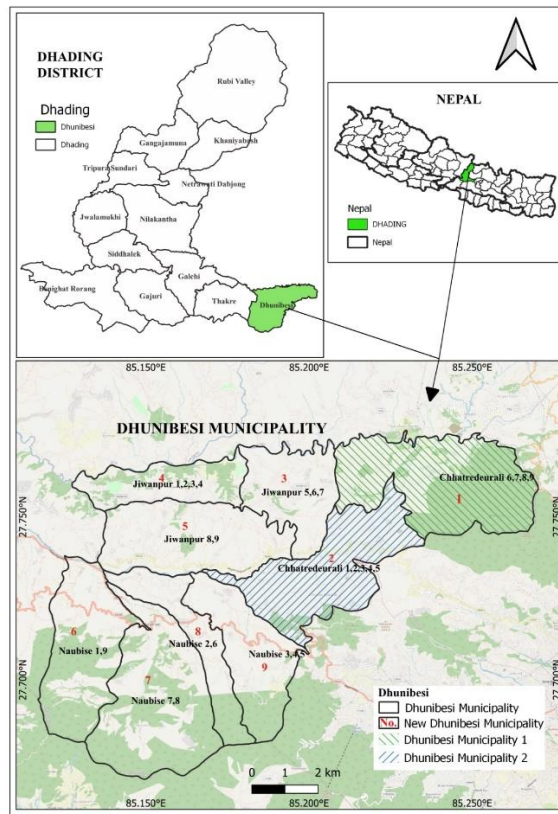 DHADING
DISTRICT
Dhading
Dhunibesi
Dhading
Rubi Valley
Gangajamuna
Khaniyabash
Tripura Sundari
Netrawati Dabjong
Jwalamukhi
Nilakantha
Siddhalek
Galchi
Benighat Rorang
Gajuri
Thakre
Dhunibesi
NEPAL
Nepal
DHADING
Nepal
85.150°E
85.200°E
85.250°E
DHUNIBESI MUNICIPALITY
4
Jiwanpur 1,2,3,4
3
Jiwanpur 5,6,7
Chhatredeurali 6,7,8,9
1
27.750°N
27.750°N
5
Jiwanpur 8,9
2
Chhatredeurali 1,2,3,4,5
6
Naubise 1,9
8
Naubise 2,6
Naubise 3,4,5
9
7
Naubise 7,8
27.700°N
27.700°N
Dhunibesi
Dhunibesi Municipality
No. New Dhunibesi Municipality
Dhunibesi Municipality 1
Dhunibesi Municipality 2
0 1 2 km
85.150°E
85.200°E
85.250°E